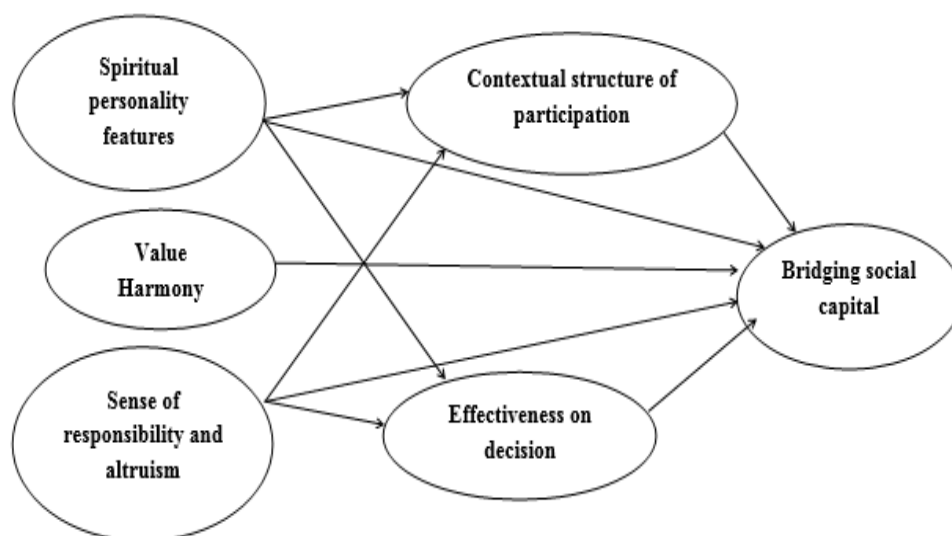 Spiritual
personality
features
Contextual structure of
participation
Value
Harmony
Bridging social
capital
Sense of
responsibility and
altruism
Effectiveness on
decision